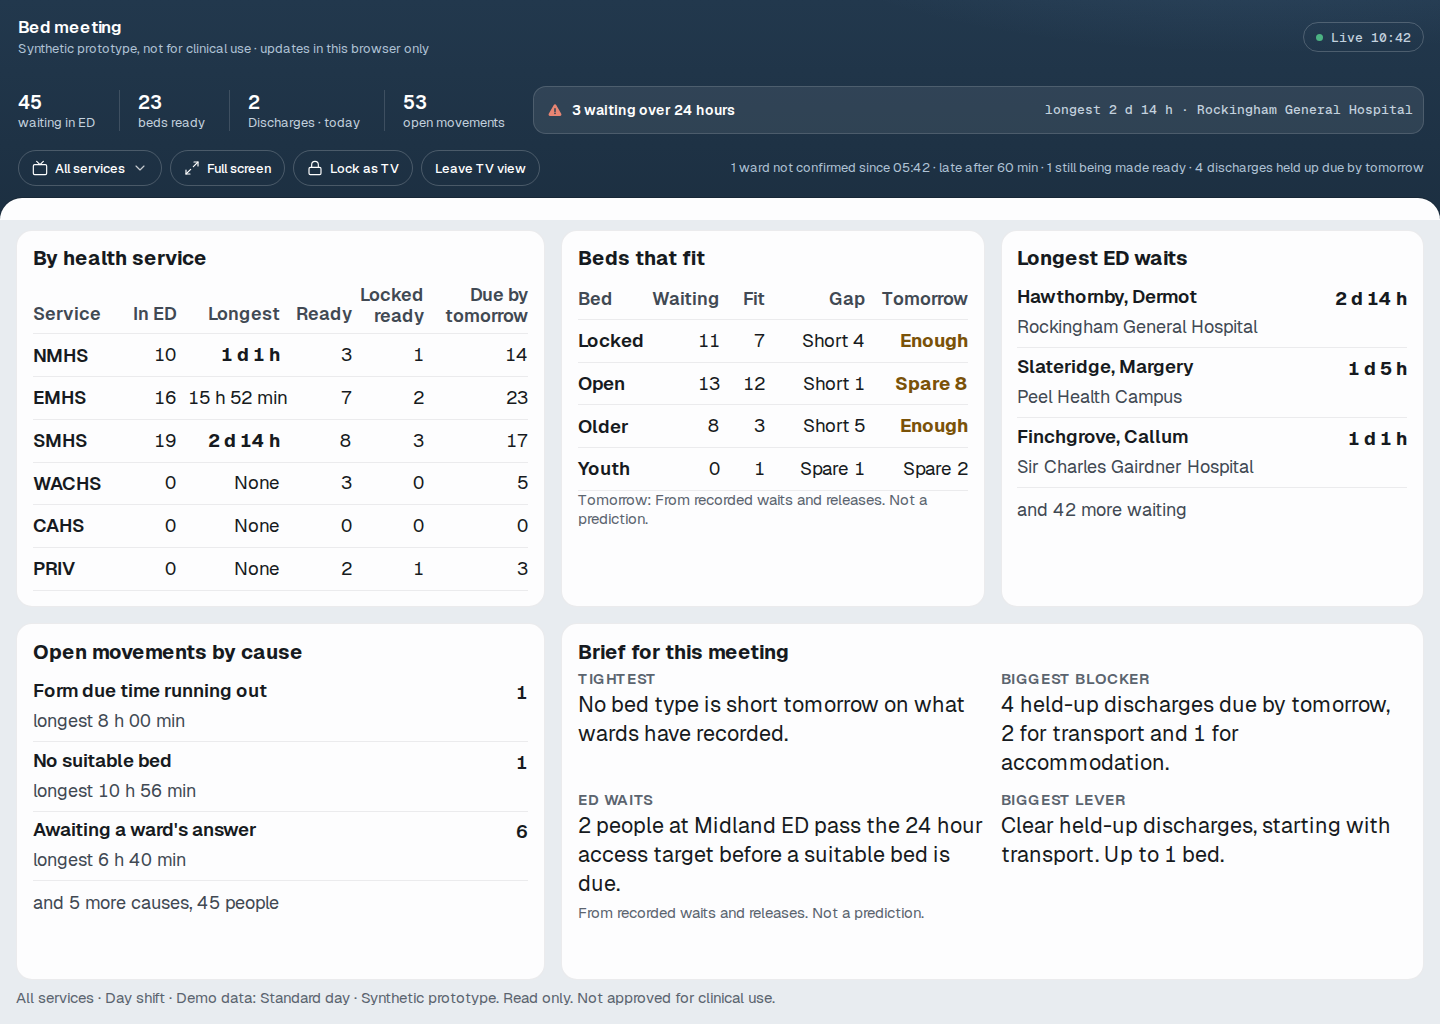 Bed meeting
Synthetic prototype, not for clinical use · updates in this browser only
Live 10:42
45
waiting in ED
23
beds ready
2
Discharges · today
53
open movements
3 waiting over 24 hours
longest 2 d 14 h · Rockingham General Hospital
All services
Full screen
Lock as TV
Leave TV view
1 ward not confirmed since 05:42 · late after 60 min · 1 still being made ready · 4 discharges held up due by tomorrow
By health service
Service In ED Longest Ready Locked ready Due by tomorrow
NMHS 10 1 d 1 h 3 1 14
EMHS 16 15 h 52 min 7 2 23
SMHS 19 2 d 14 h 8 3 17
WACHS 0 None 3 0 5
CAHS 0 None 0 0 0
PRIV 0 None 2 1 3
Beds that fit
Bed Waiting Fit Gap Tomorrow
Locked 11 7 Short 4 Enough
Open 13 12 Short 1 Spare 8
Older 8 3 Short 5 Enough
Youth 0 1 Spare 1 Spare 2
Tomorrow: From recorded waits and releases. Not a
prediction.
Longest ED waits
Hawthornby, Dermot 2 d 14 h
Rockingham General Hospital
Slateridge, Margery 1 d 5 h
Peel Health Campus
Finchgrove, Callum 1 d 1 h
Sir Charles Gairdner Hospital
and 42 more waiting
Open movements by cause
Form due time running out 1
longest 8 h 00 min
No suitable bed 1
longest 10 h 56 min
Awaiting a ward's answer 6
longest 6 h 40 min
and 5 more causes, 45 people
Brief for this meeting
TIGHTEST
No bed type is short tomorrow on what
wards have recorded.
BIGGEST BLOCKER
4 held-up discharges due by tomorrow,
2 for transport and 1 for
accommodation.
ED WAITS
2 people at Midland ED pass the 24 hour
access target before a suitable bed is
due.
From recorded waits and releases. Not a prediction.
BIGGEST LEVER
Clear held-up discharges, starting with
transport. Up to 1 bed.
All services · Day shift · Demo data: Standard day · Synthetic prototype. Read only. Not approved for clinical use.